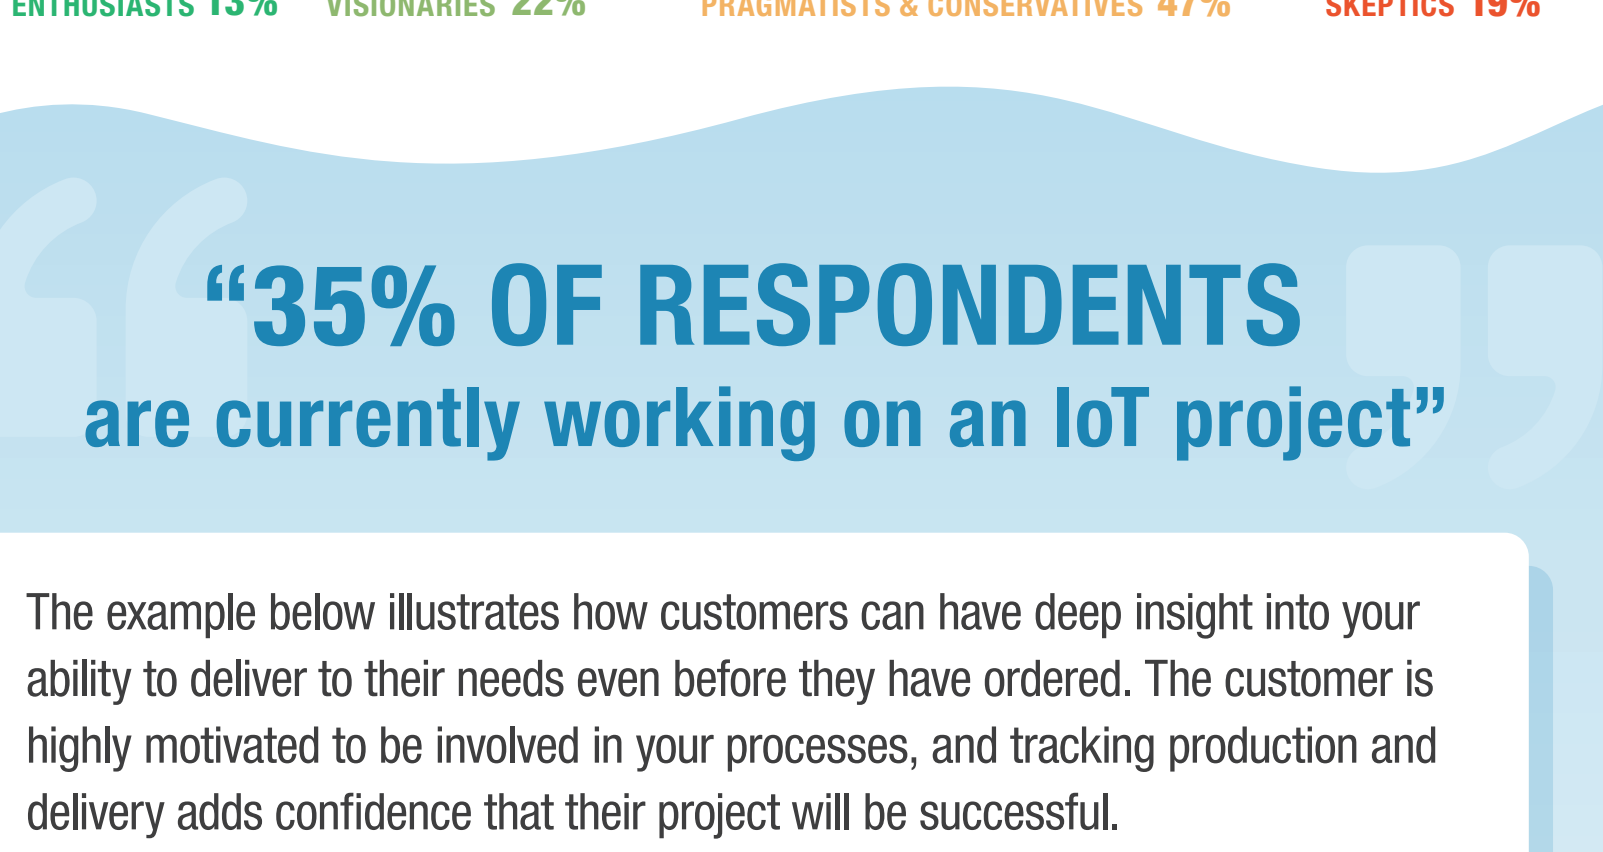 ENTHUSIASTS 13% VISIONARIES 22% PRAGMATISTS & CONSERVATIVES 47% SKEPTICS 19%
“35% OF RESPONDENTS
are currently working on an IoT project”
The example below illustrates how customers can have deep insight into your
ability to deliver to their needs even before they have ordered. The customer is
highly motivated to be involved in your processes, and tracking production and
delivery adds confidence that their project will be successful.